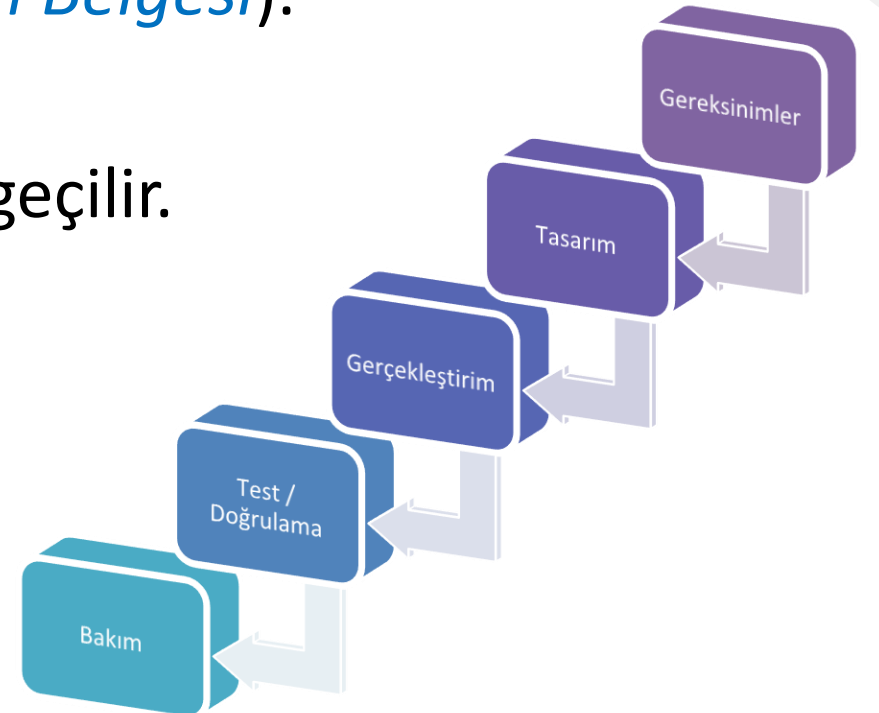 Belgesi).
geçilir.
Gereksinimler
Tasarım
Gerçekleştirim
Test /
Doğrulama
Bakım